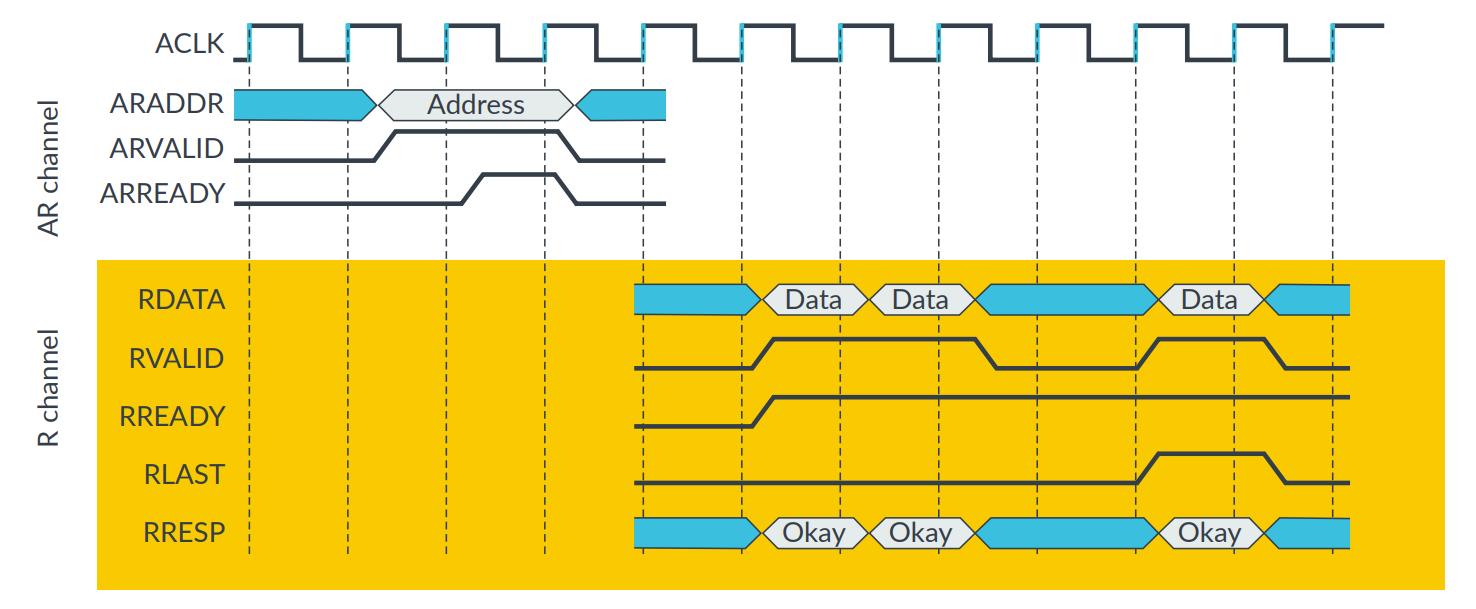 ACLK
AR channel
ARADDR
Address
ARVALID
ARREADY
R channel
RDATA
Data Data Data
RVALID
RREADY
RLAST
RRESP
Okay Okay Okay